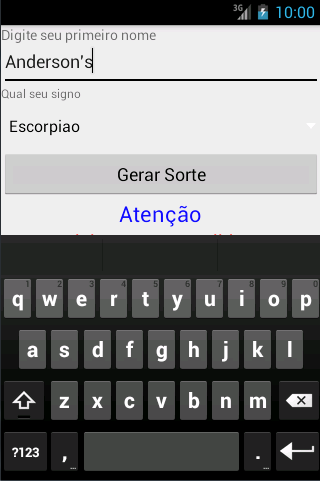 3G 10:00
Digite seu primeiro nome
Anderson's
Qual seu signo
Escorpiao
Gerar Sorte
Atenção
1 2 3 4 5 6 7 8 9 0
q w e r t y u i o p
a s d f g h j k l
z x c v b n m
?123 , ... . ...